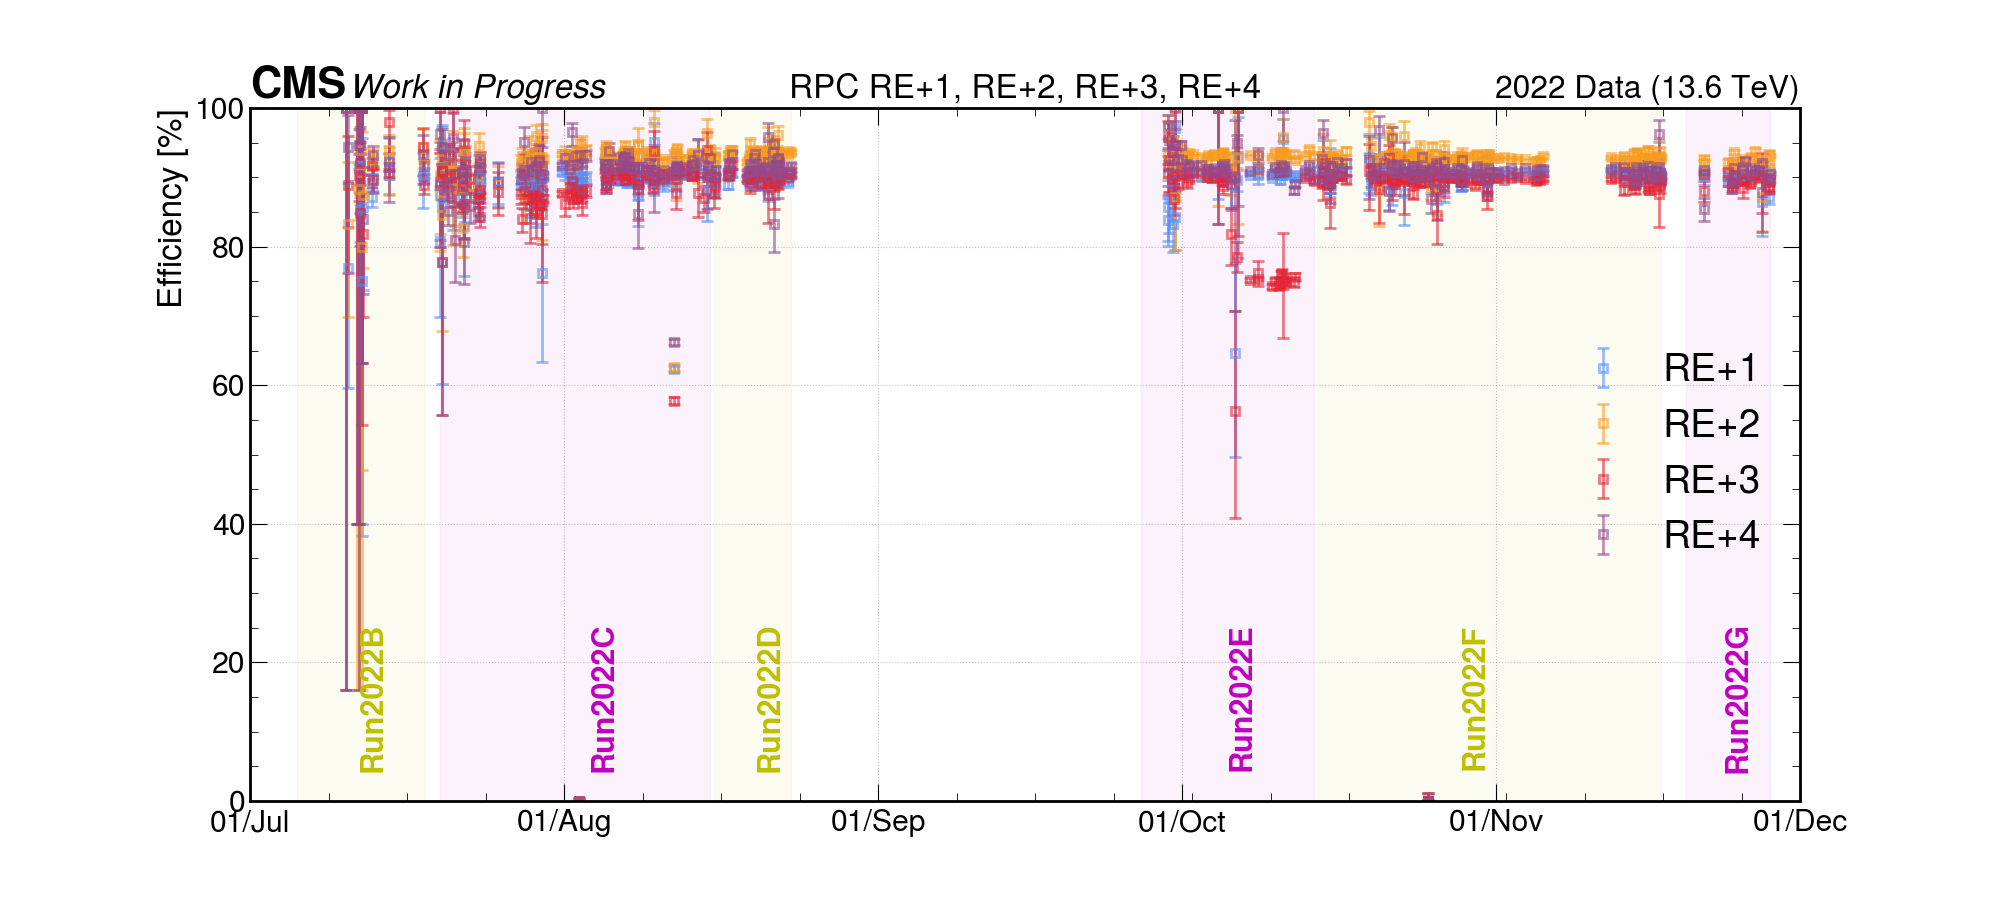 CMS Work in Progress RPC RE+1, RE+2, RE+3, RE+4 2022 Data (13.6 TeV)
Efficiency [%]
100
80
60
40
20
0
RE+1
RE+2
RE+3
RE+4
Run2022B
Run2022C
Run2022D
Run2022E
Run2022F
Run2022G
01/Jul 01/Aug 01/Sep 01/Oct 01/Nov 01/Dec